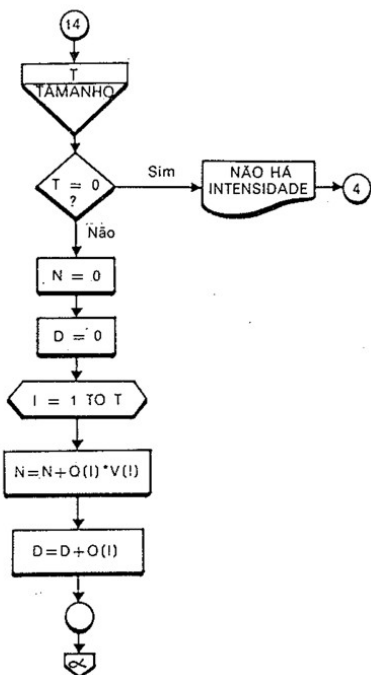 14
T
TAMANHO
T = 0
?
Sim
NÃO HÁ
INTENSIDADE
4
Não
N = 0
D = 0
I = 1 TO T
N=N+O(I)*V(I)
D=D+O(I)
α